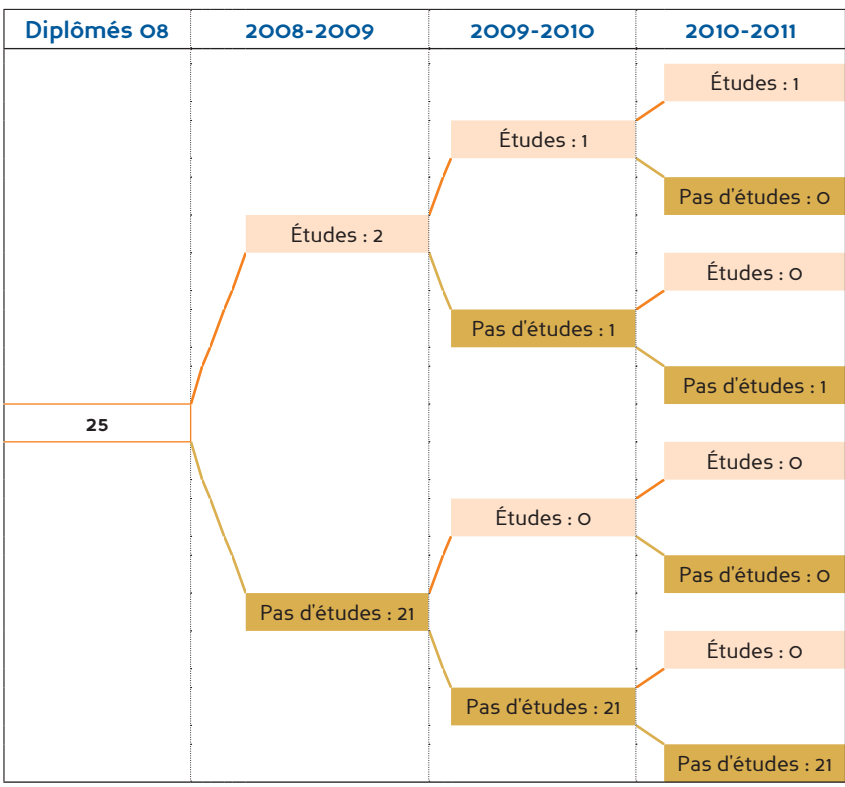 Diplômés 08 2008-2009 2009-2010 2010-2011
Études : 1
Études : 1
Pas d'études : 0
Études : 2
Études : 0
Pas d'études : 1
Pas d'études : 1
25
Études : 0
Études : 0
Pas d'études : 0
Pas d'études : 21
Études : 0
Pas d'études : 21
Pas d'études : 21